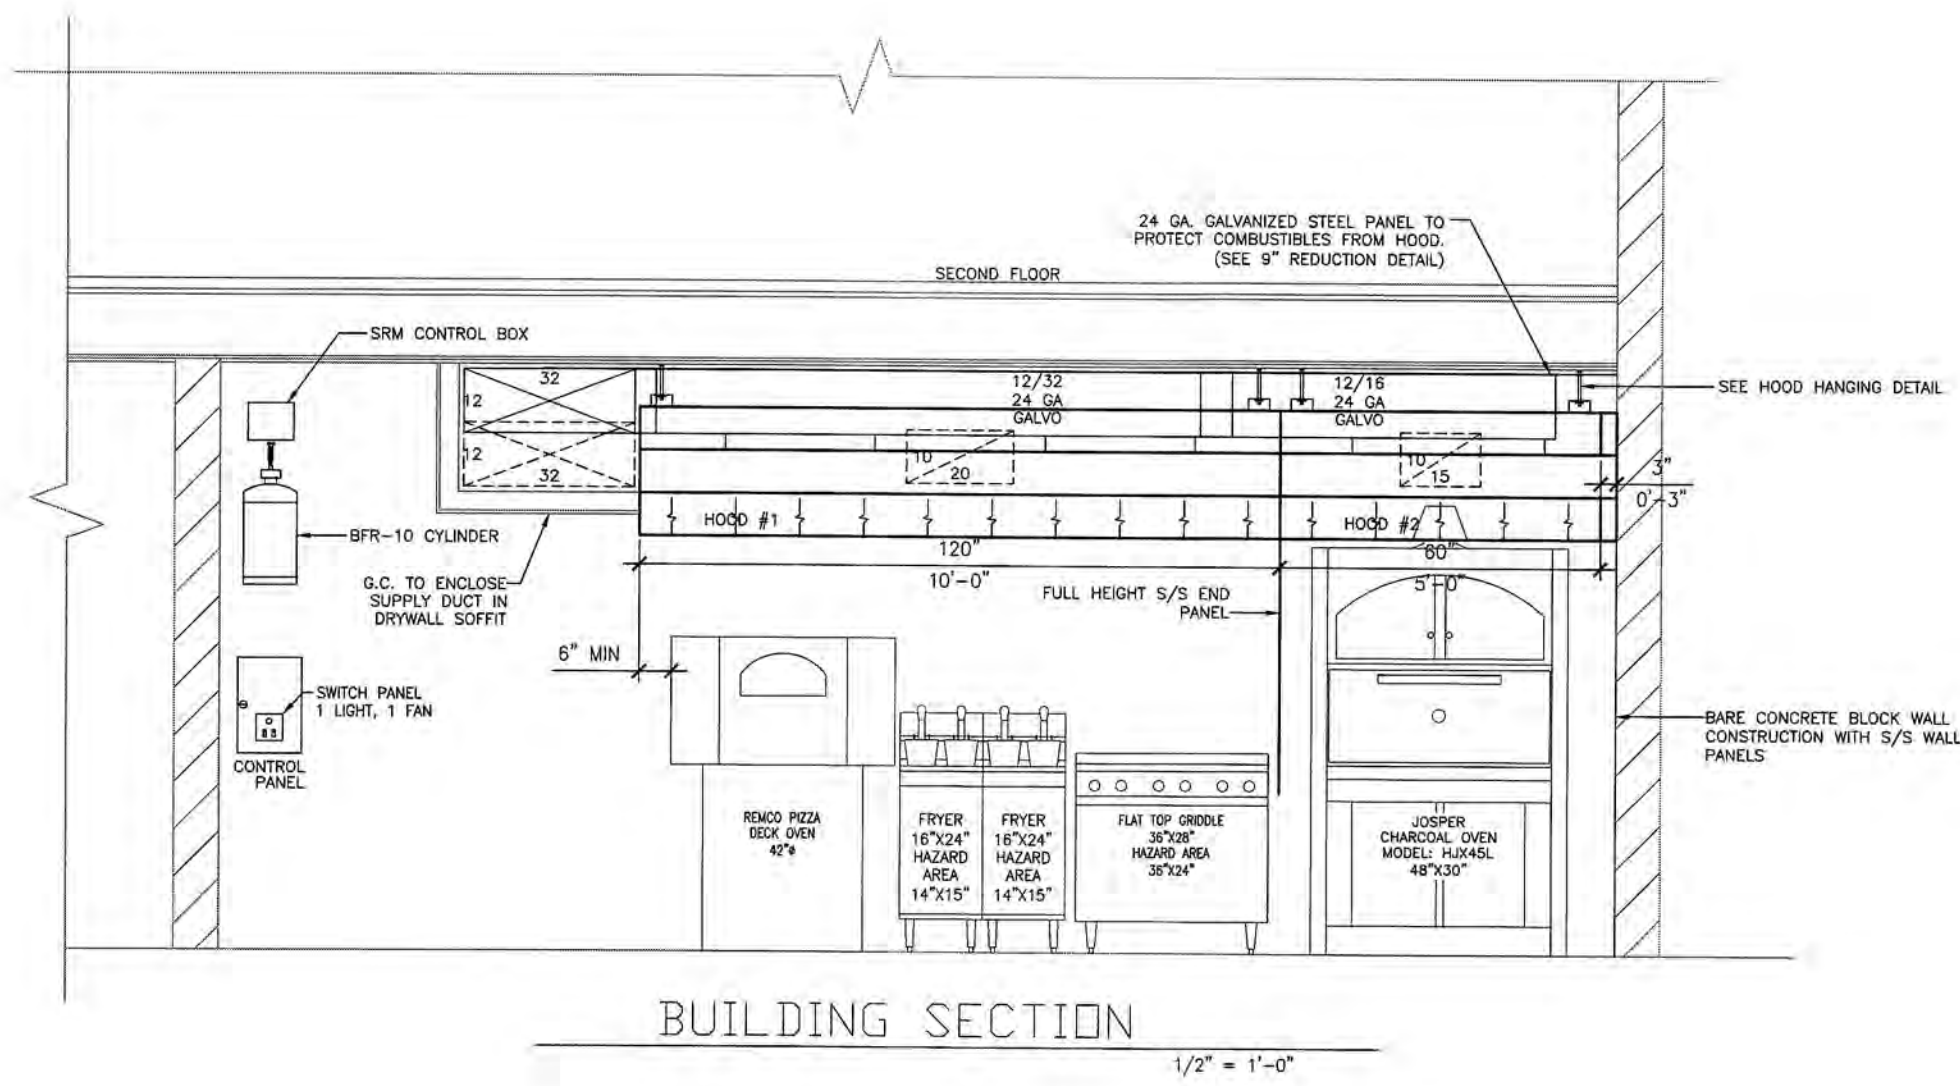 24 GA. GALVANIZED STEEL PANEL TO
PROTECT COMBUSTIBLES FROM HOOD.
(SEE 9" REDUCTION DETAIL)
SECOND FLOOR
SRM CONTROL BOX
32
12
12
32
12/32
24 GA
GALVO
12/16
24 GA
GALVO
SEE HOOD HANGING DETAIL
10
20
10
15
3"
0'-3"
HOOD #1
HOOD #2
120"
10'-0"
60"
5'-0"
BFR-10 CYLINDER
G.C. TO ENCLOSE
SUPPLY DUCT IN
DRYWALL SOFFIT
FULL HEIGHT S/S END
PANEL
6" MIN
SWITCH PANEL
1 LIGHT, 1 FAN
CONTROL
PANEL
BARE CONCRETE BLOCK WALL
CONSTRUCTION WITH S/S WALL
PANELS
REMCO PIZZA
DECK OVEN
42"ø
FRYER
16"X24"
HAZARD
AREA
14"X15"
FRYER
16"X24"
HAZARD
AREA
14"X15"
FLAT TOP GRIDDLE
36"X28"
HAZARD AREA
36"X24"
JOSPER
CHARCOAL OVEN
MODEL: HJX45L
48"X30"
BUILDING SECTION
1/2" = 1'-0"